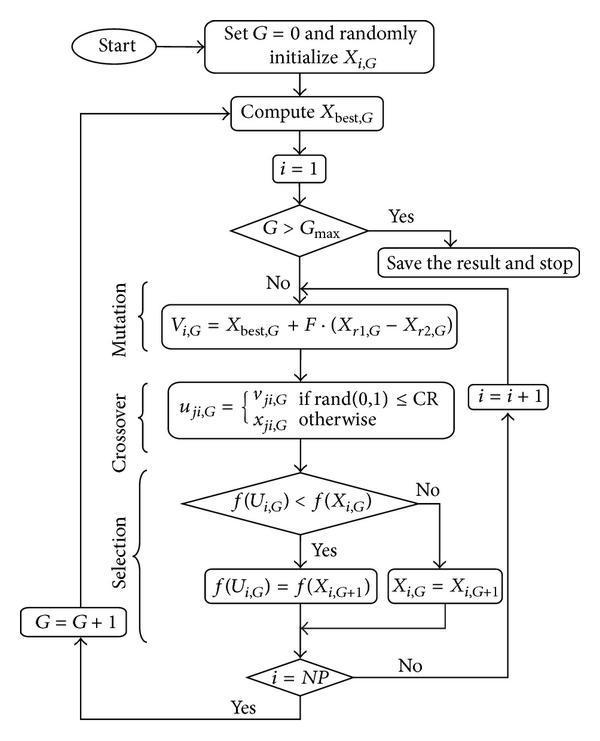 Start
Set G = 0 and randomly
initialize X_{i,G}
Compute X_{best,G}
i = 1
G > G_{max}
Yes
Save the result and stop
No
Mutation
V_{i,G} = X_{best,G} + F · (X_{r1,G} − X_{r2,G})
Crossover
u_{ji,G} = { v_{ji,G} if rand(0,1) ≤ CR
x_{ji,G} otherwise
i = i + 1
Selection
f(U_{i,G}) < f(X_{i,G})
No
Yes
f(U_{i,G}) = f(X_{i,G+1})
X_{i,G} = X_{i,G+1}
G = G + 1
i = NP
No
Yes